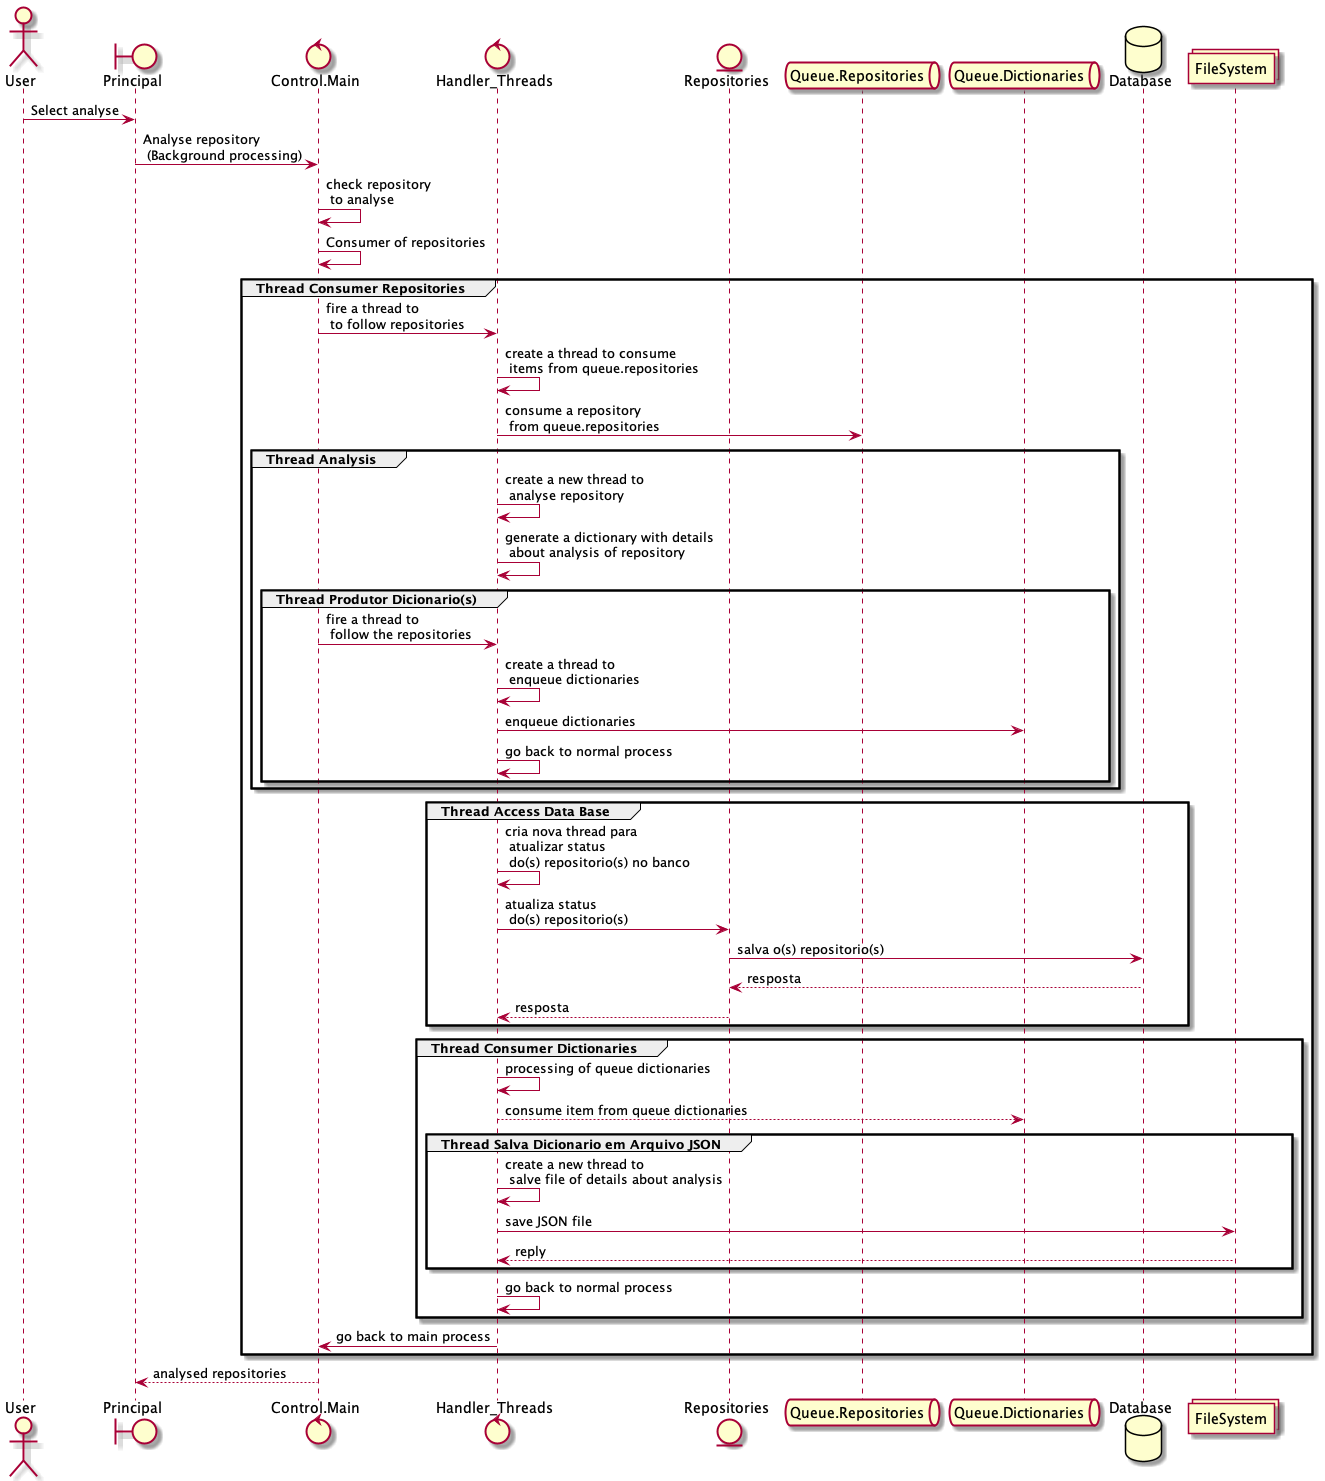 User
Principal
Control.Main
Handler_Threads
Repositories
Queue.Repositories
Queue.Dictionaries
Database
FileSystem
Select analyse
Analyse repository
(Background processing)
check repository
to analyse
Consumer of repositories
Thread Consumer Repositories
fire a thread to
to follow repositories
create a thread to consume
items from queue.repositories
consume a repository
from queue.repositories
Thread Analysis
create a new thread to
analyse repository
generate a dictionary with details
about analysis of repository
Thread Produtor Dicionario(s)
fire a thread to
follow the repositories
create a thread to
enqueue dictionaries
enqueue dictionaries
go back to normal process
Thread Access Data Base
cria nova thread para
atualizar status
do(s) repositorio(s) no banco
atualiza status
do(s) repositorio(s)
salva o(s) repositorio(s)
resposta
resposta
Thread Consumer Dictionaries
processing of queue dictionaries
consume item from queue dictionaries
Thread Salva Dicionario em Arquivo JSON
create a new thread to
salve file of details about analysis
save JSON file
reply
go back to normal process
go back to main process
analysed repositories
User
Principal
Control.Main
Handler_Threads
Repositories
Queue.Repositories
Queue.Dictionaries
Database
FileSystem